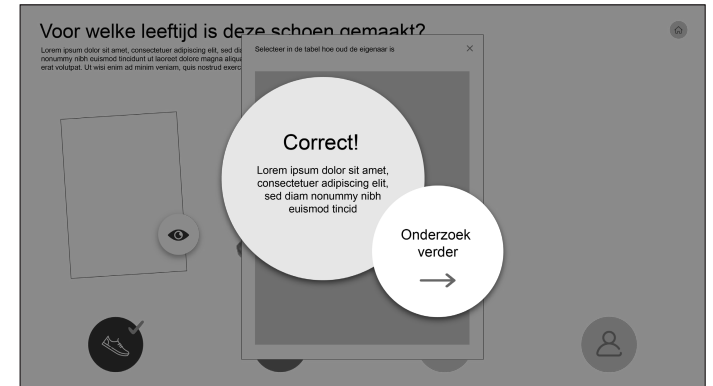 Voor welke leeftijd is deze schoen gemaakt?
Lorem ipsum dolor sit amet, consectetuer adipiscing elit, sed die
nonummy nibh euismod tincidunt ut laoreet dolore magna aliqua
erat volutpat. Ut wisi enim ad minim veniam, quis nostrud exerc
Selecteer in de tabel hoe oud de eigenaar is
Correct!
Lorem ipsum dolor sit amet,
consectetuer adipiscing elit,
sed diam nonummy nibh
euismod tincid
Onderzoek
verder